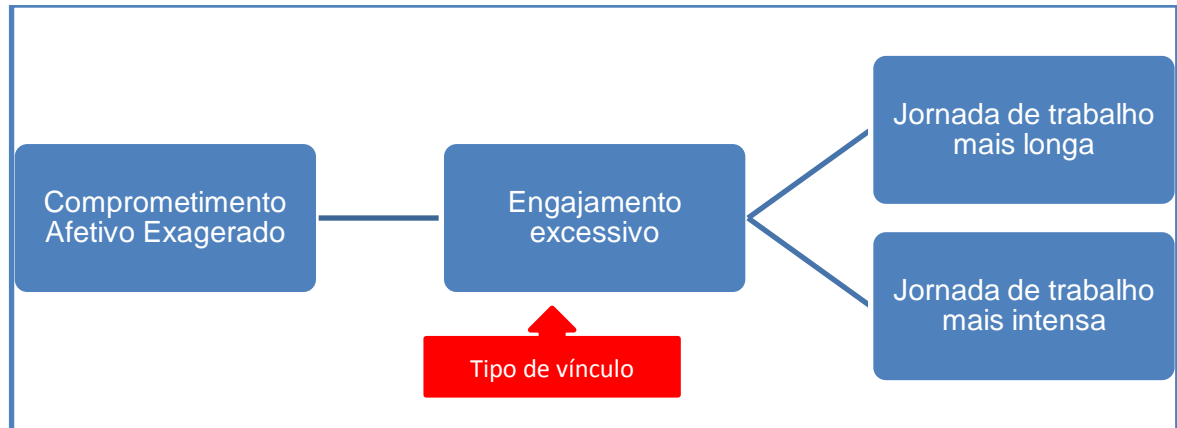 Comprometimento
Afetivo Exagerado
Engajamento
excessivo
Jornada de trabalho
mais longa
Jornada de trabalho
mais intensa
Tipo de vínculo